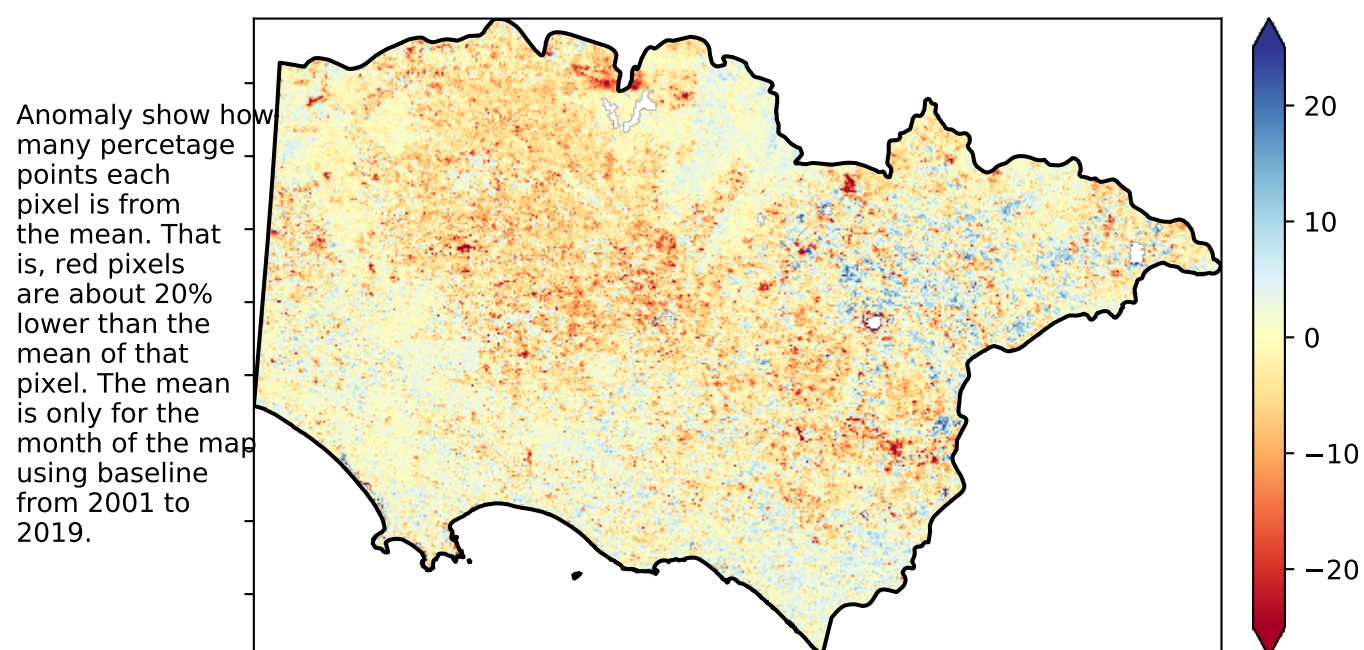 Anomaly show how
many percetage
points each
pixel is from
the mean. That
is, red pixels
are about 20%
lower than the
mean of that
pixel. The mean
is only for the
month of the map
using baseline
from 2001 to
2019.
20
10
0
−10
−20